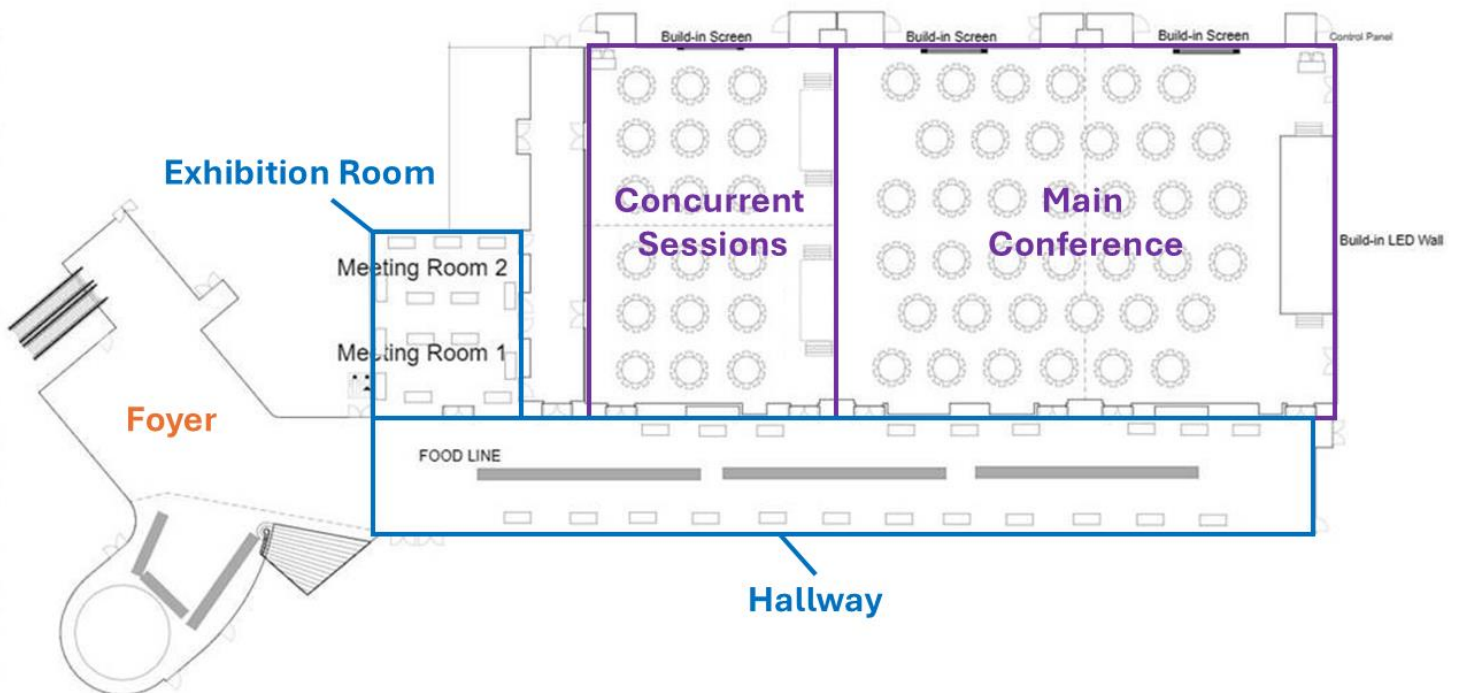 Build-in Screen
Build-in Screen
Build-in Screen
Control Panel
Exhibition Room
Concurrent
Sessions
Main
Conference
Build-in LED Wall
Meeting Room 2
Meeting Room 1
Foyer
FOOD LINE
Hallway